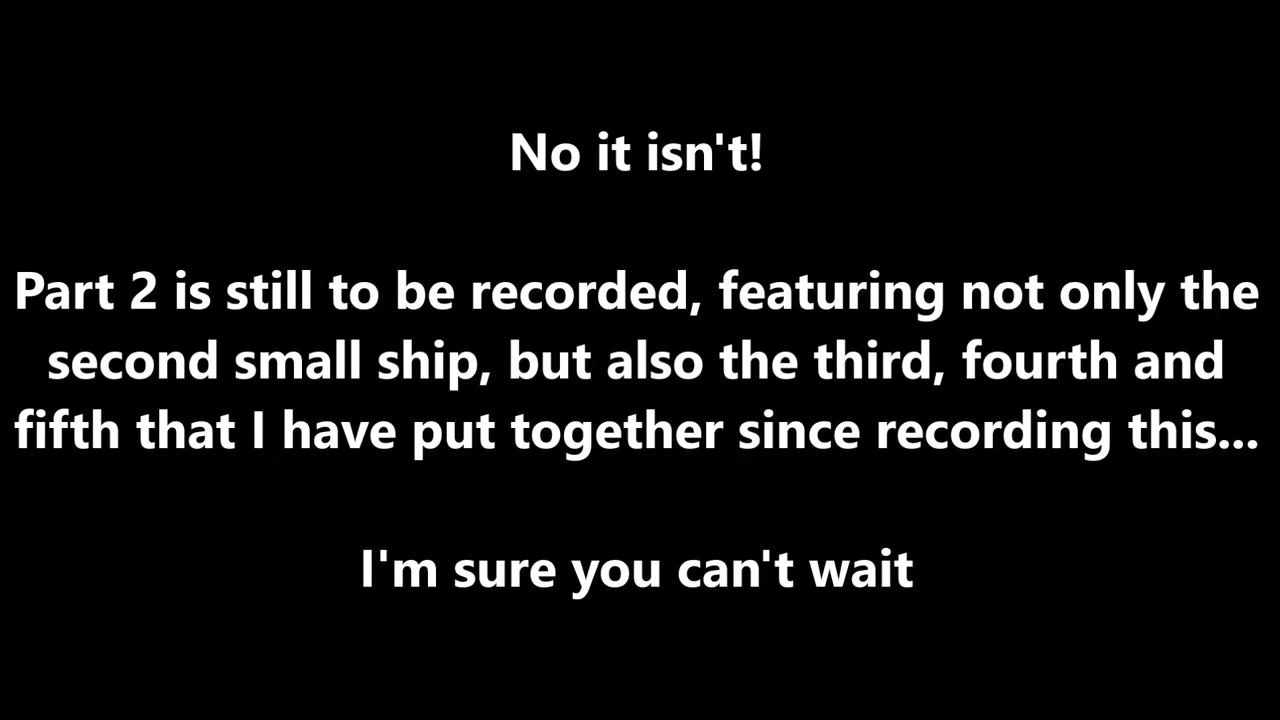 No it isn't!
Part 2 is still to be recorded, featuring not only the
second small ship, but also the third, fourth and
fifth that I have put together since recording this...
I'm sure you can't wait